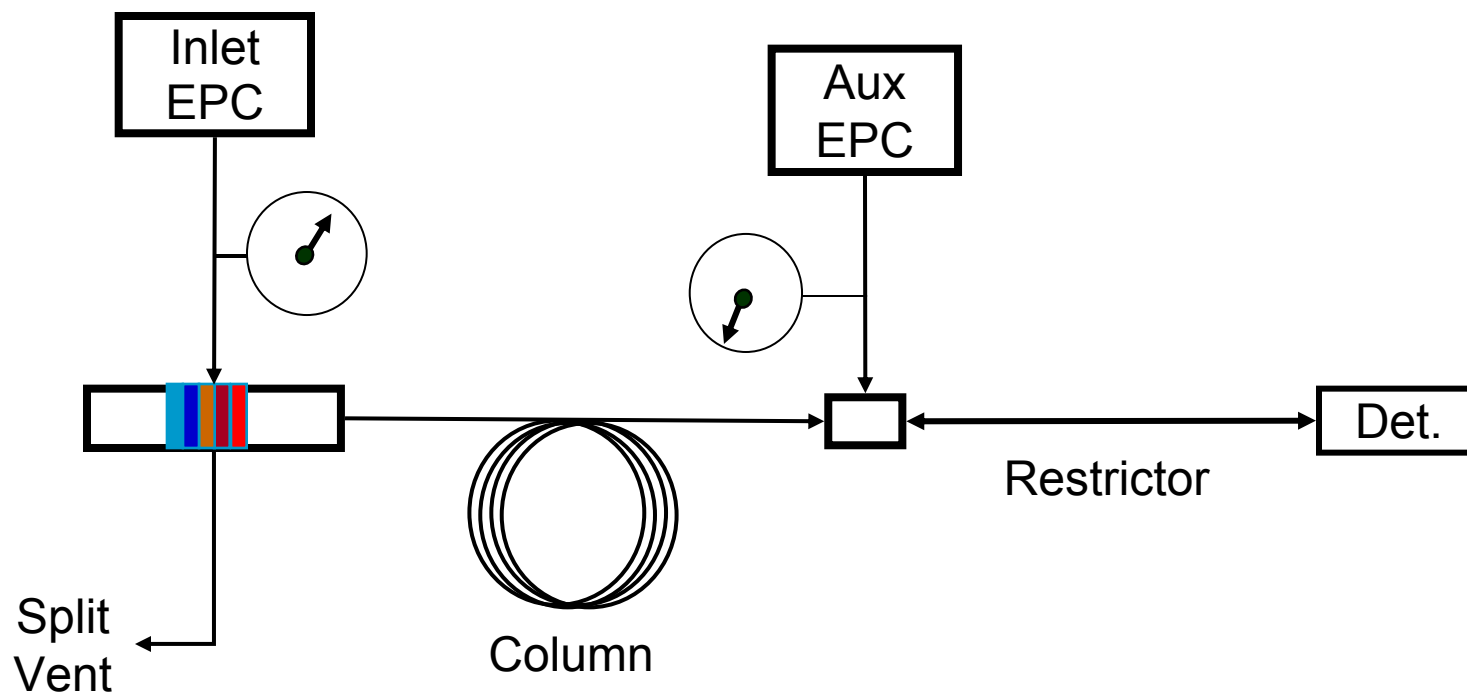 Inlet
EPC
Aux
EPC
Det.
Restrictor
Split
Vent
Column